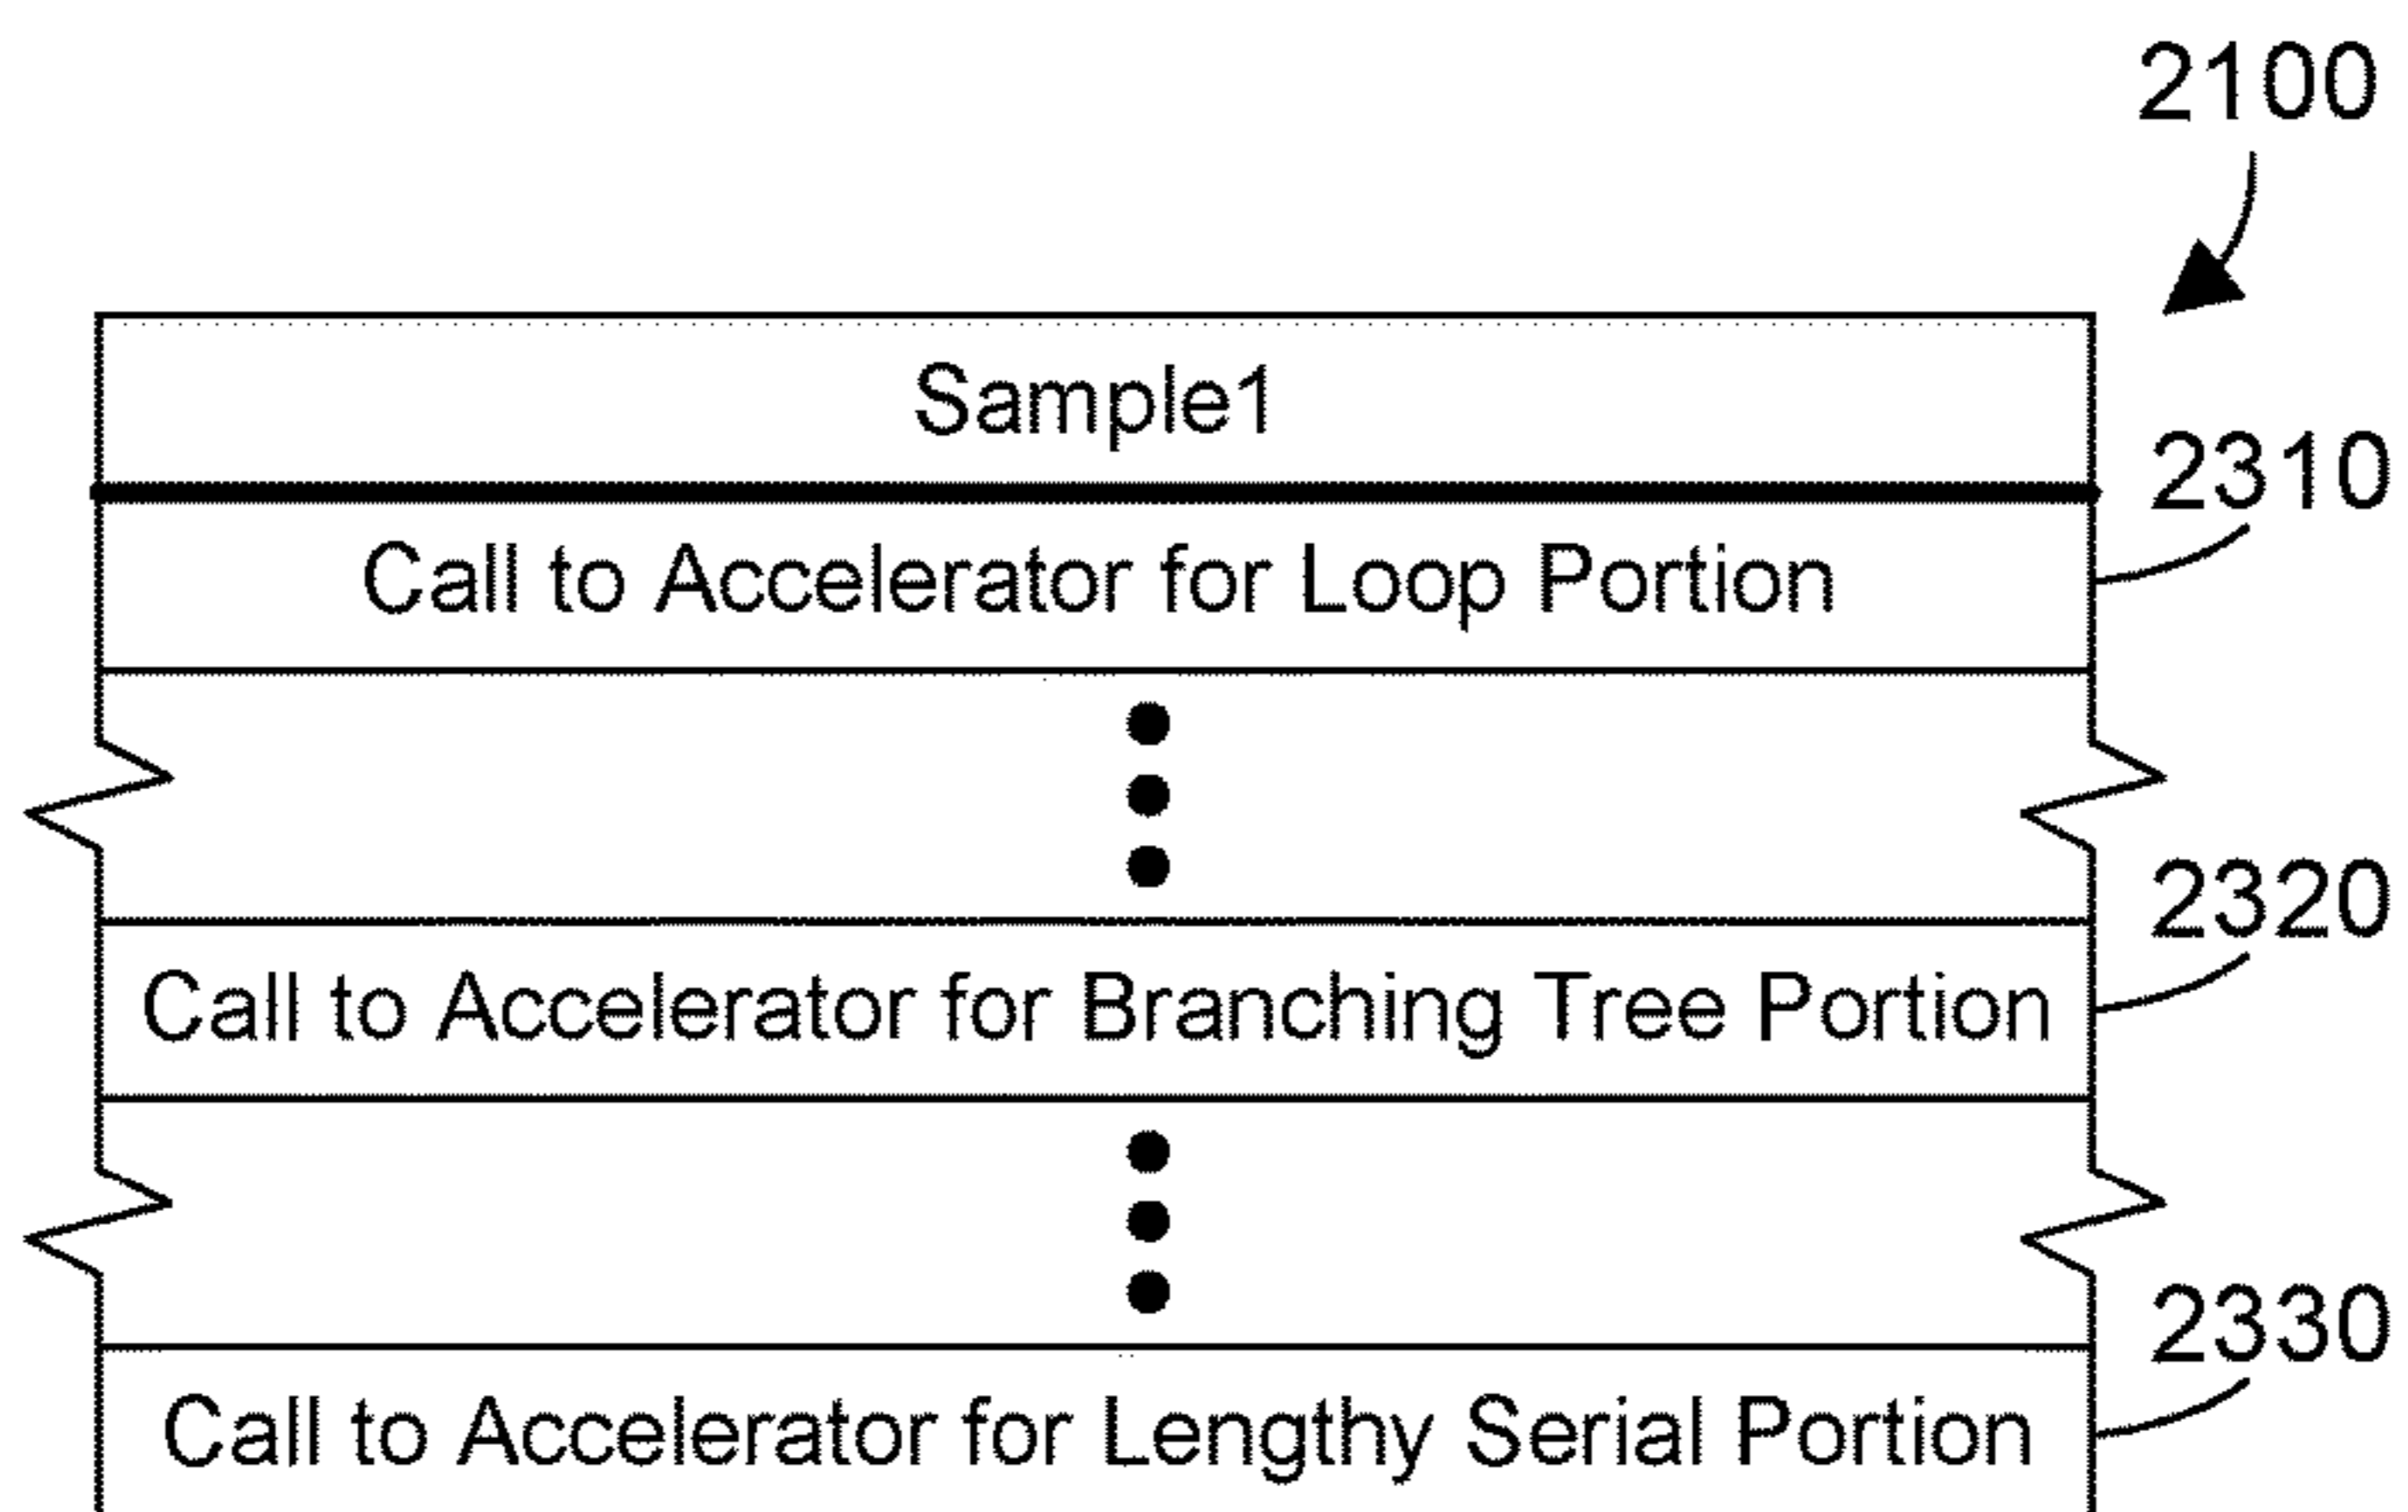 2100
Sample1
2310
Call to Accelerator for Loop Portion
2320
Call to Accelerator for Branching Tree Portion
2330
Call to Accelerator for Lengthy Serial Portion